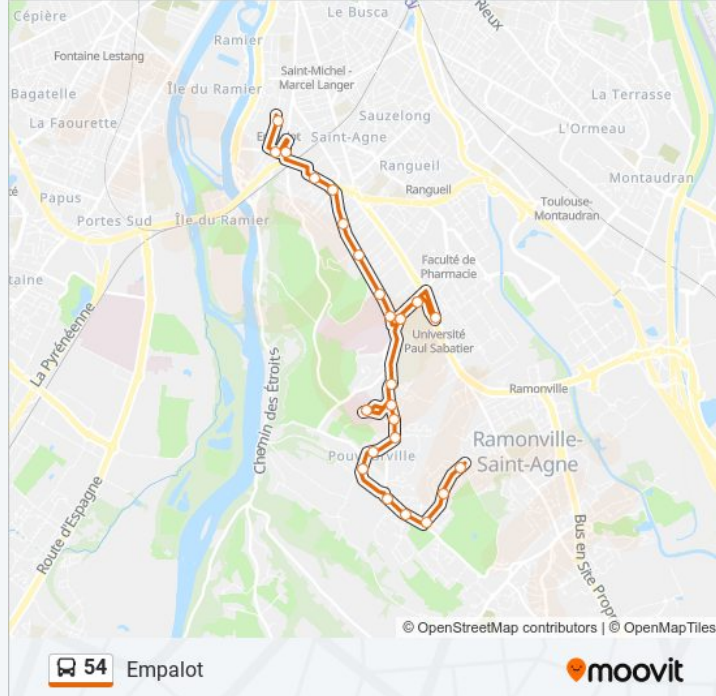 Cépière
Le Busca
Rieux
Ramier
Fontaine Lestang
Saint-Michel -
Marcel Langer
Île du Ramier
Bagatelle
La Terrasse
La Faourette
Sauzelong
L'Ormeau
Saint-Agne
Rangueil
Montaudran
Papus
Rangueil
Toulouse-
Montaudran
Portes Sud
Île du Ramier
Faculté de
Pharmacie
taine
La Pyrénéenne
Université
Paul Sabatier
Chemin des Étroits
Ramonville
Ramonville-
Saint-Agne
Route d'Espagne
Bus en Site Propre
© OpenStreetMap contributors | © OpenMapTiles
54 Empalot
moovit